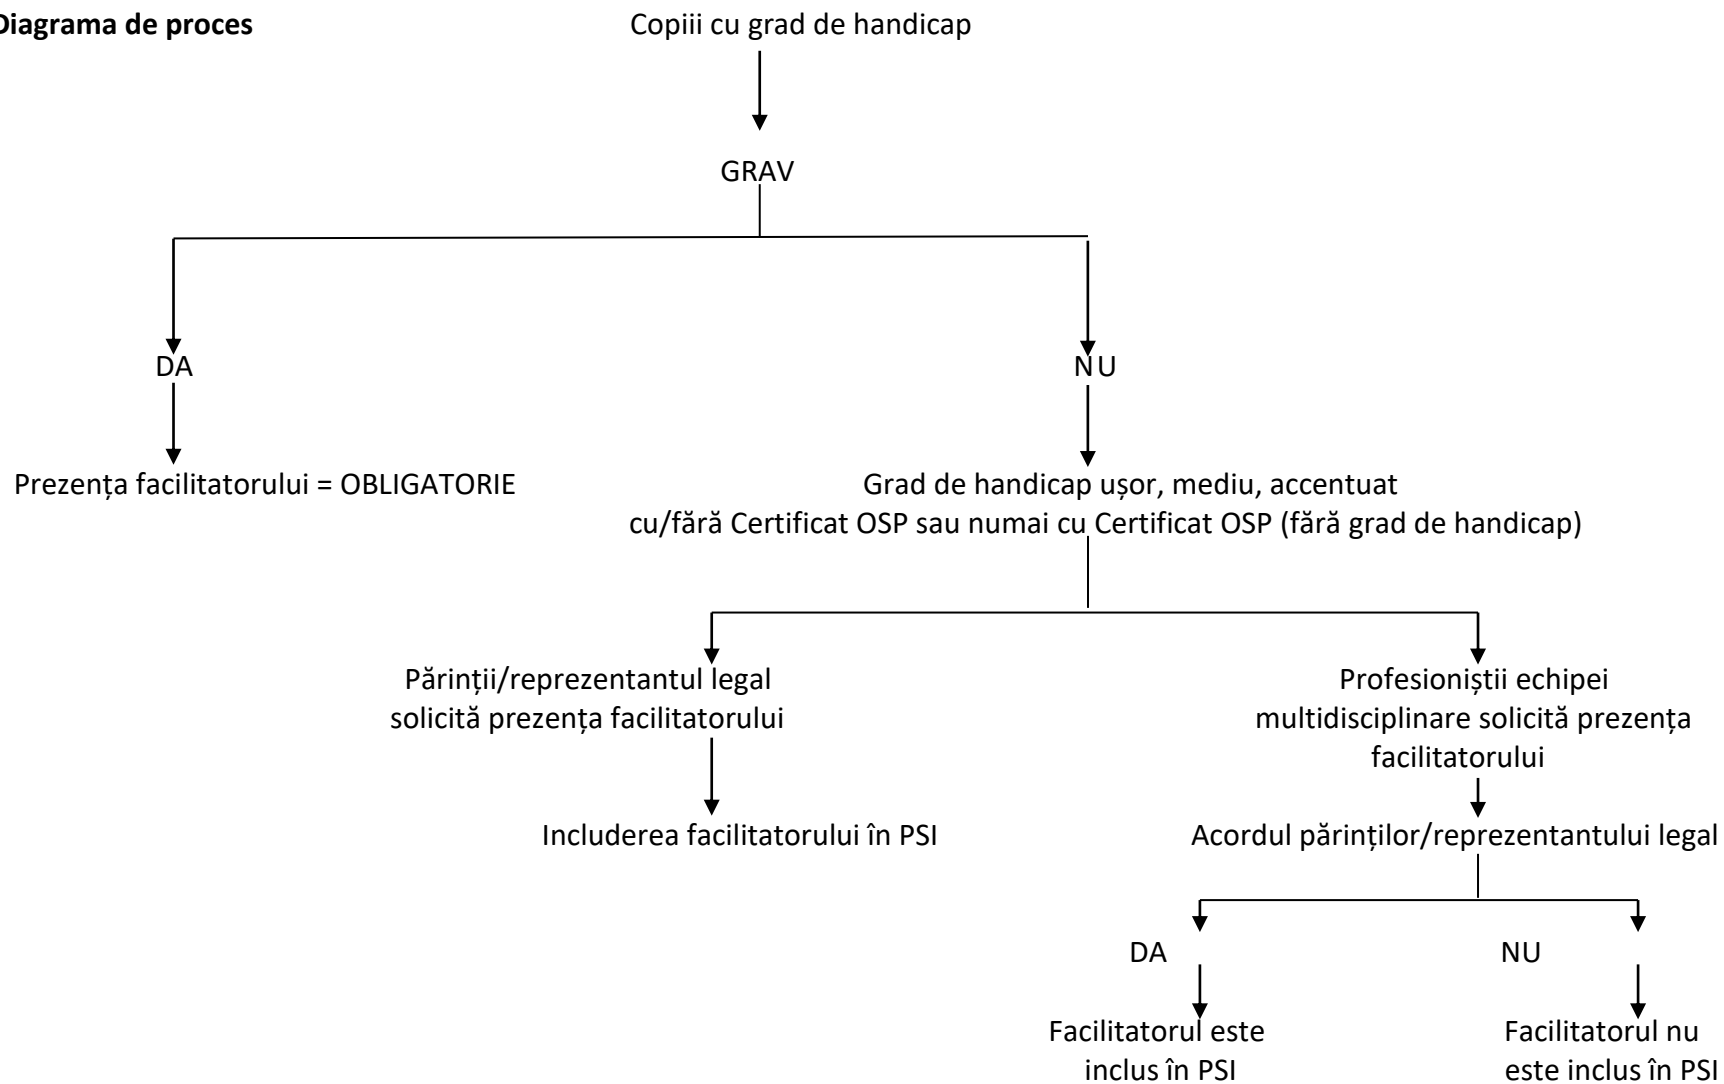 Diagrama de proces
Copiii cu grad de handicap
GRAV
DA
NU
Prezența facilitatorului = OBLIGATORIE
Grad de handicap ușor, mediu, accentuat
cu/fără Certificat OSP sau numai cu Certificat OSP (fără grad de handicap)
Părinții/reprezentantul legal
solicită prezența facilitatorului
Profesioniștii echipei
multidisciplinare solicită prezența
facilitatorului
Includerea facilitatorului în PSI
Acordul părinților/reprezentantului legal
DA
NU
Facilitatorul este
inclus în PSI
Facilitatorul nu
este inclus în PSI